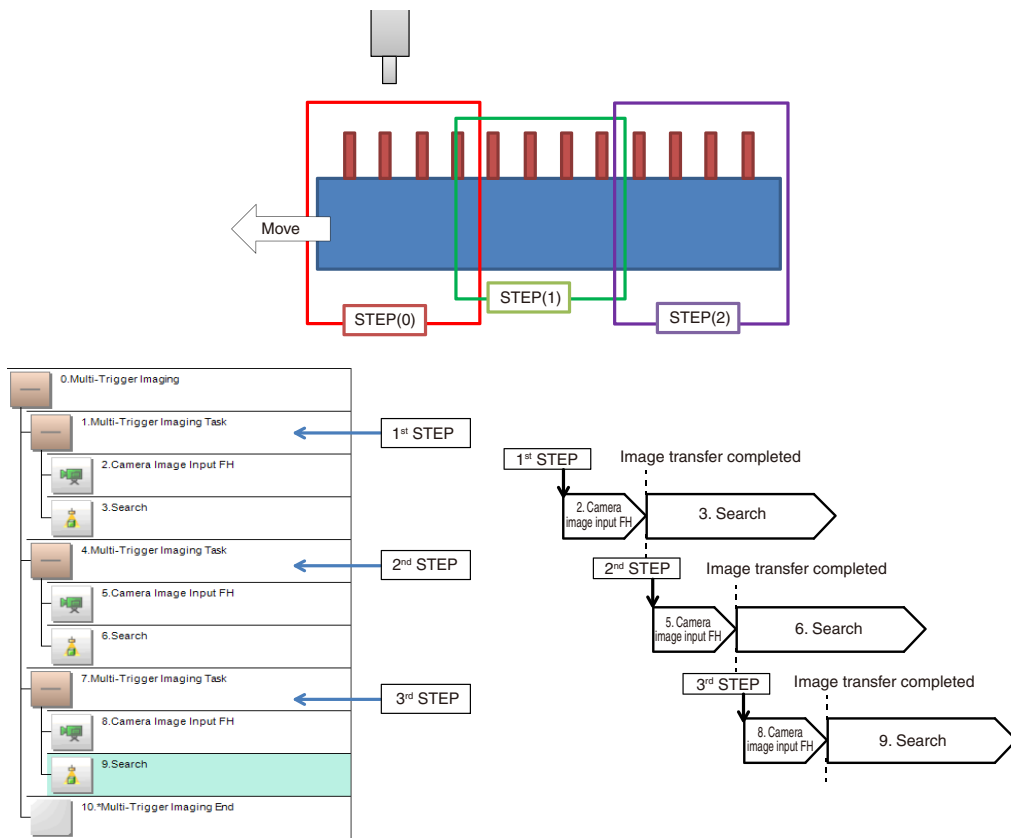 Move
STEP(0)
STEP(1)
STEP(2)
0.Multi-Trigger Imaging
1.Multi-Trigger Imaging Task
2.Camera Image Input FH
3.Search
4.Multi-Trigger Imaging Task
5.Camera Image Input FH
6.Search
7.Multi-Trigger Imaging Task
8.Camera Image Input FH
9.Search
10.*Multi-Trigger Imaging End
1st STEP
2nd STEP
3rd STEP
1st STEP
Image transfer completed
2. Camera
image input FH
3. Search
2nd STEP
Image transfer completed
5. Camera
image input FH
6. Search
3rd STEP
Image transfer completed
8. Camera
image input FH
9. Search